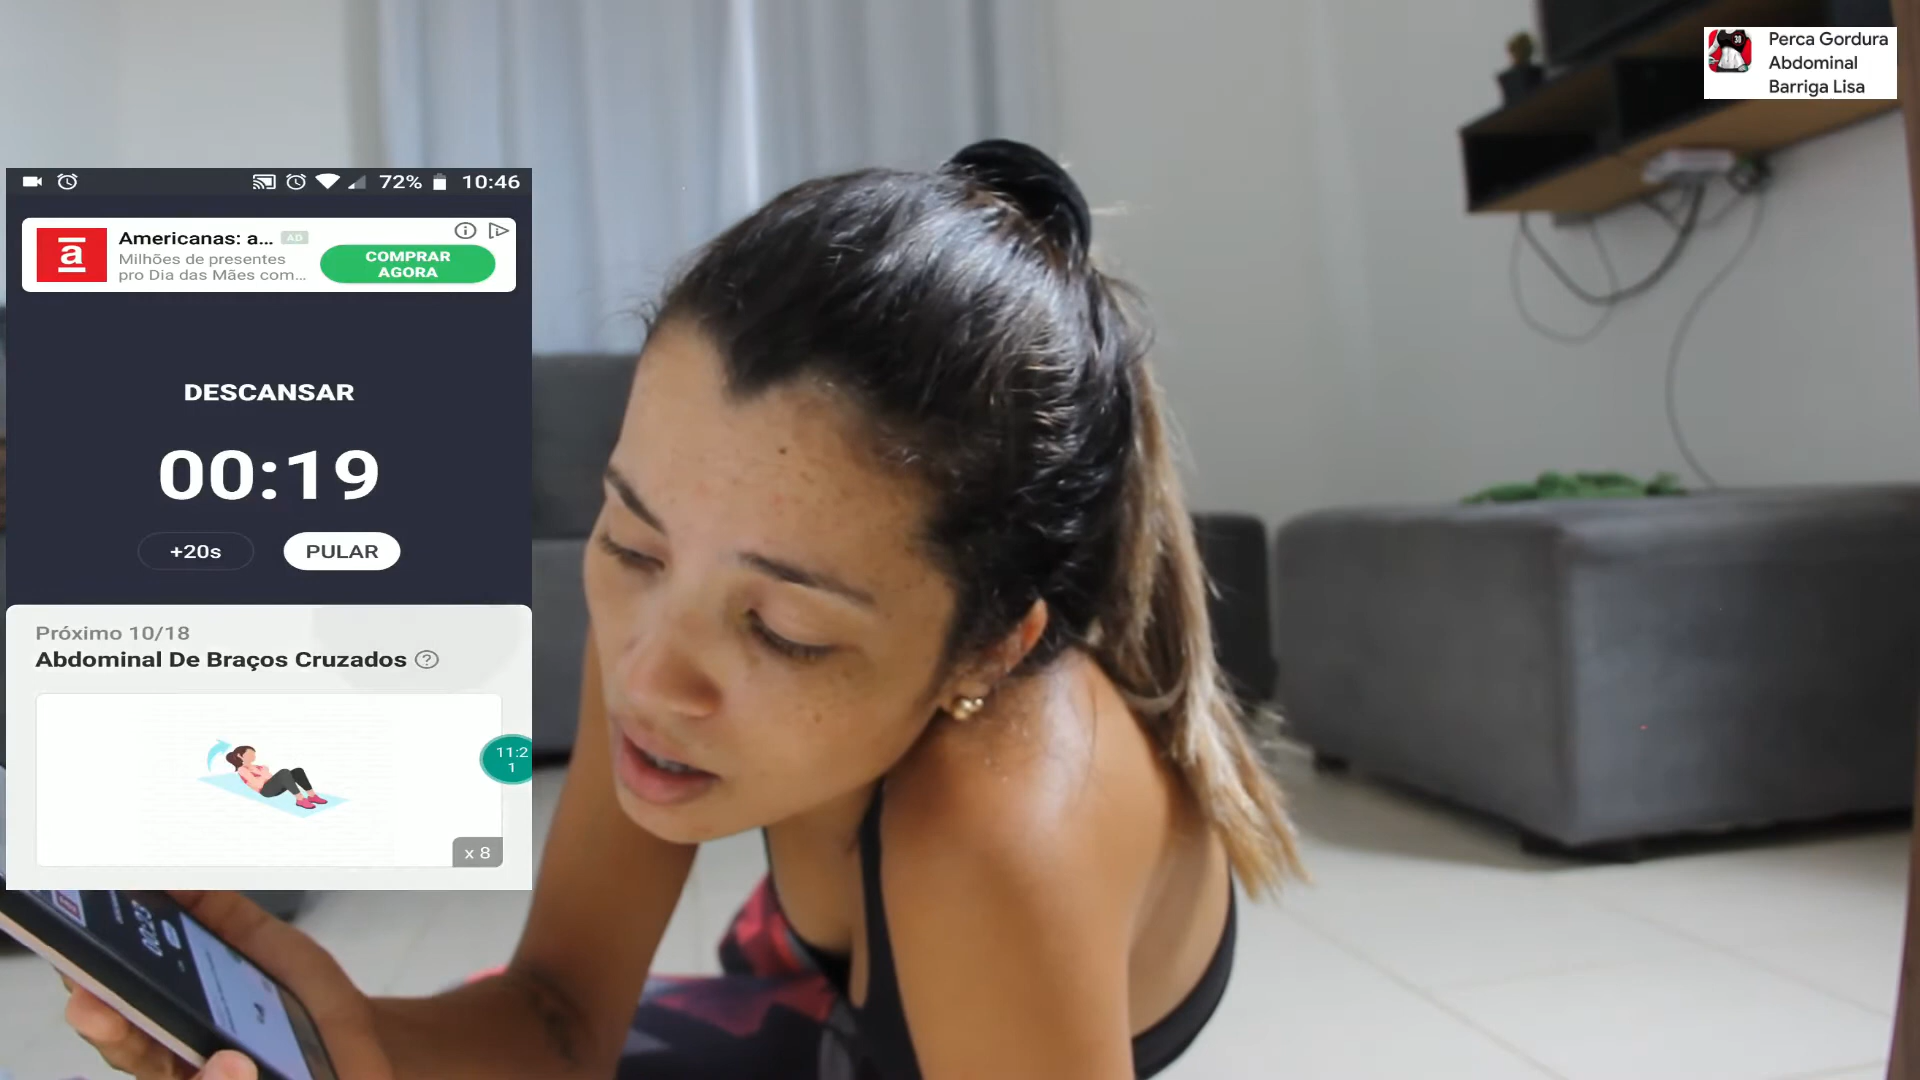 Perca Gordura
Abdominal
Barriga Lisa
72% 10:46
Americanas: a... AD
Milhões de presentes
pro Dia das Mães com...
COMPRAR
AGORA
DESCANSAR
00:19
+20s
PULAR
Próximo 10/18
Abdominal De Braços Cruzados ?
11:2
1
x 8